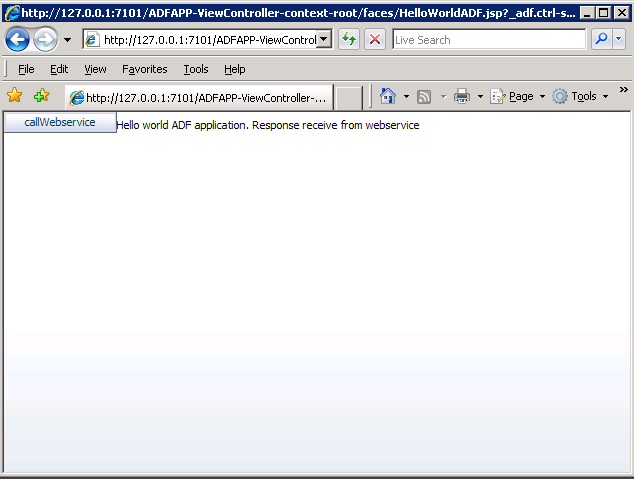 http://127.0.0.1:7101/ADFAPP-ViewController-context-root/faces/HelloWorldADF.jsp?_adf.ctrl-s...
http://127.0.0.1:7101/ADFAPP-ViewControl
Live Search
File Edit View Favorites Tools Help
http://127.0.0.1:7101/ADFAPP-ViewController-...
Page Tools »
callWebservice Hello world ADF application. Response receive from webservice